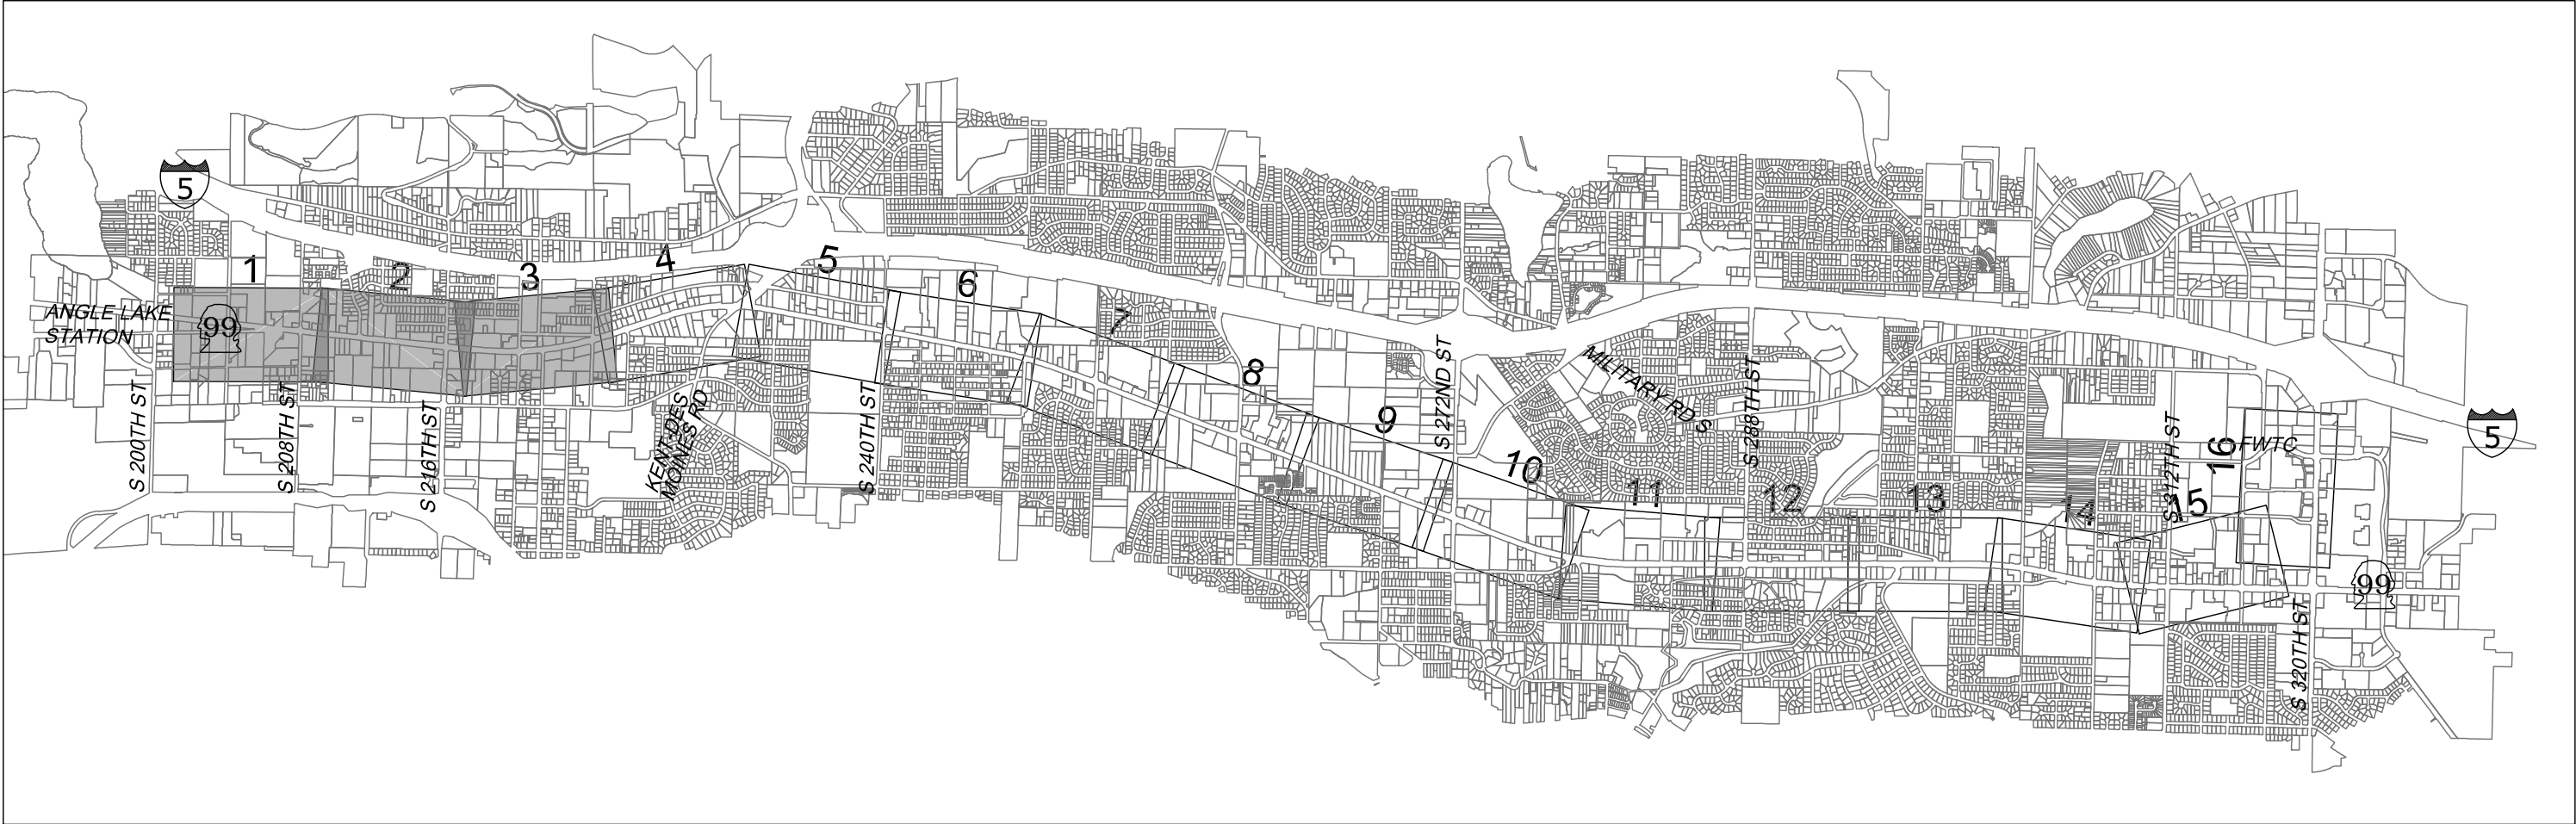 5
1
2
3
4
5
6
7
8
9
10
11
12
13
14
15
16
ANGLE LAKE
STATION
99
S 200TH ST
S 208TH ST
S 216TH ST
KENT-DES
MOINES RD
S 240TH ST
S 272ND ST
MILITARY RD S
S 288TH ST
S 312TH ST
FWTC
5
99
S 320TH ST